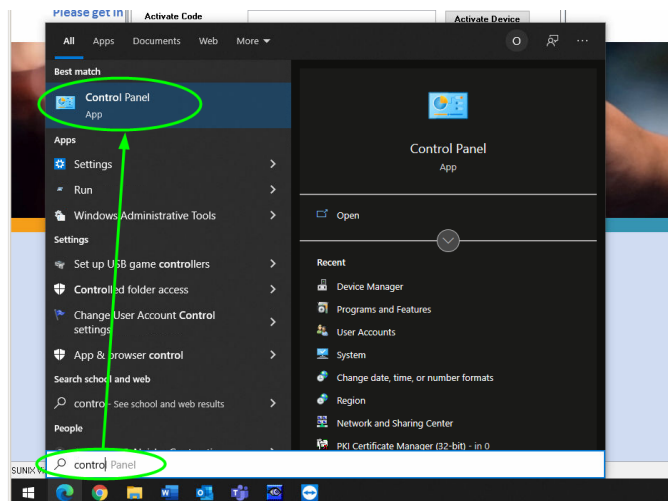 Please get in
Activate Code
Activate Device
All Apps Documents Web More
O
Best match
Control Panel
App
Apps
Settings
Run
Windows Administrative Tools
Settings
Set up USB game controllers
Controlled folder access
Change User Account Control
settings
App & browser control
Search school and web
contro - See school and web results
People
Control Panel
App
Open
Recent
Device Manager
Programs and Features
User Accounts
System
Change date, time, or number formats
Region
Network and Sharing Center
PKI Certificate Manager (32-bit) - in 0
SUNIX
control Panel